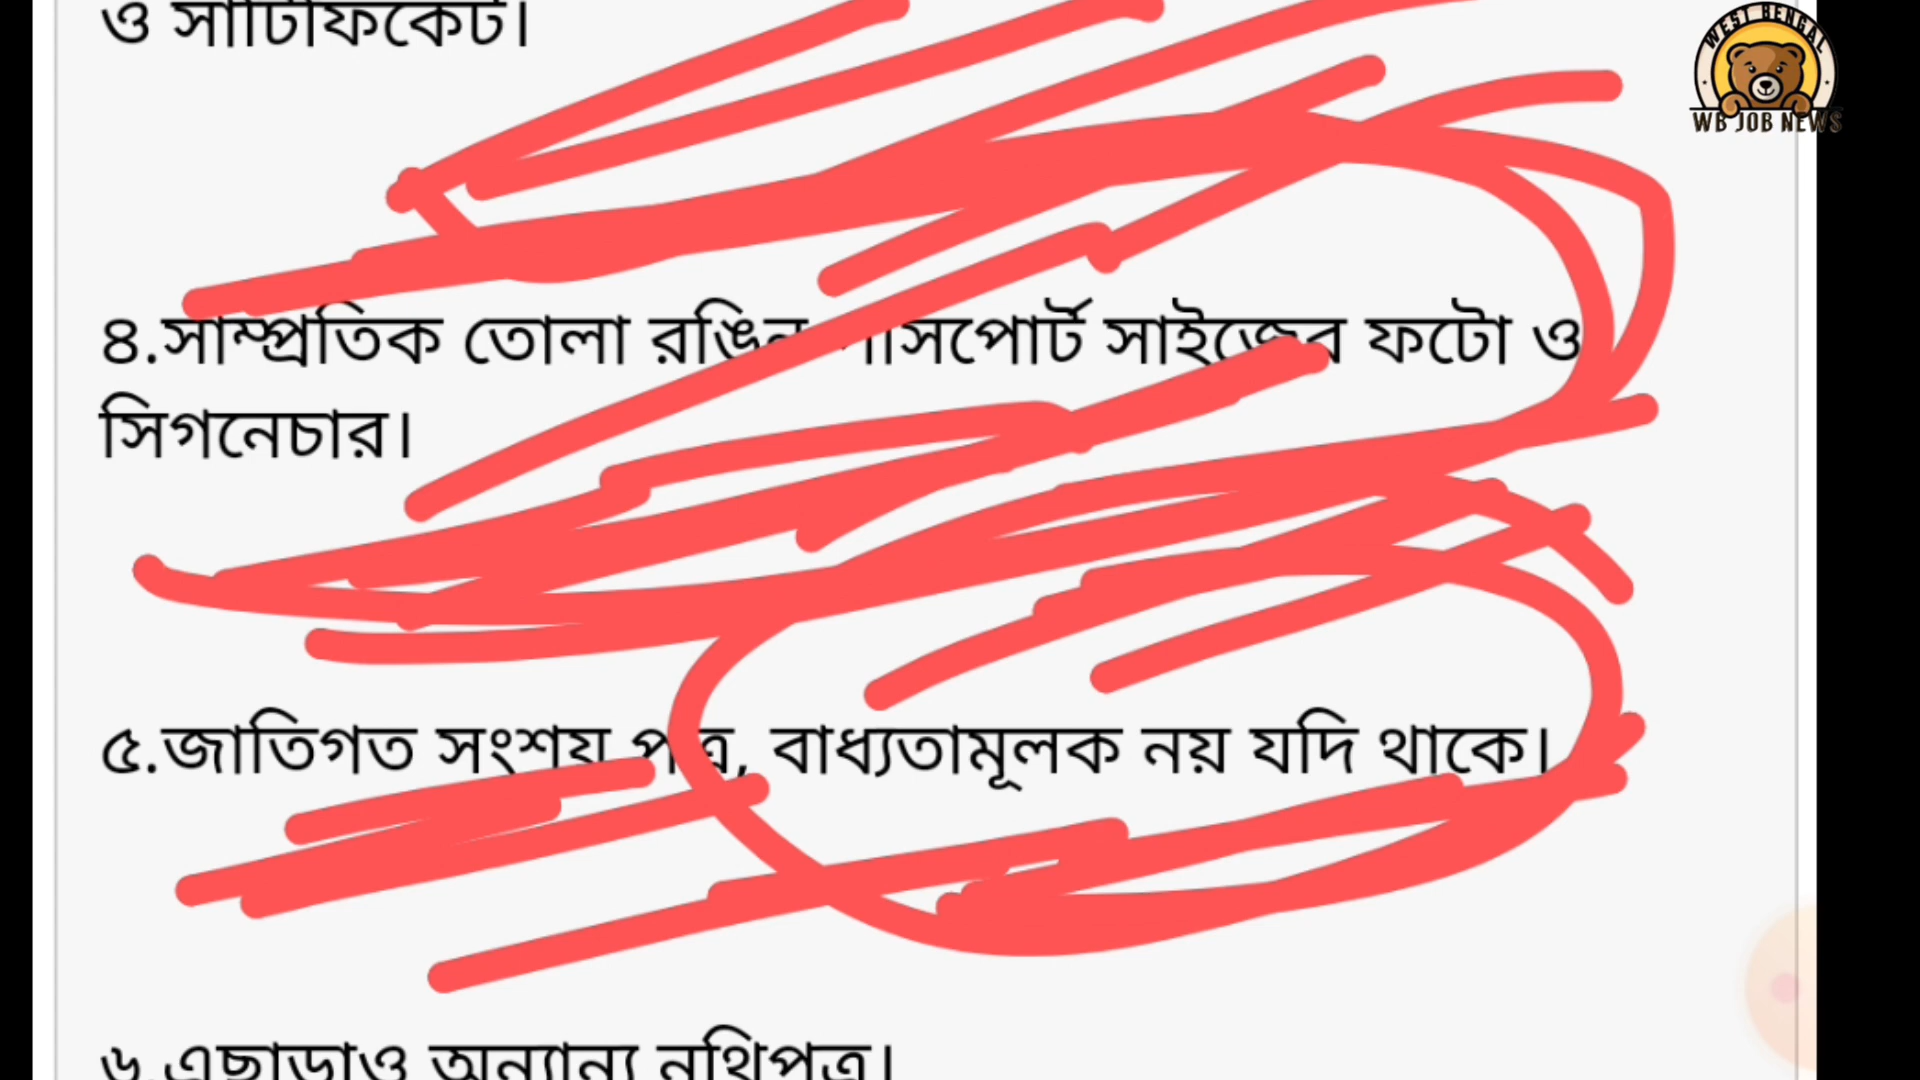 ও সার্টিফিকেট।
WEST BENGAL
WB JOB NEWS
৪.সাম্প্রতিক তোলা রঙিন পাসপোর্ট সাইজের ফটো ও
সিগনেচার।
৫.জাতিগত সংশয় পত্র, বাধ্যতামূলক নয় যদি থাকে।
৬.এছাড়াও অন্যান্য নথিপত্র।